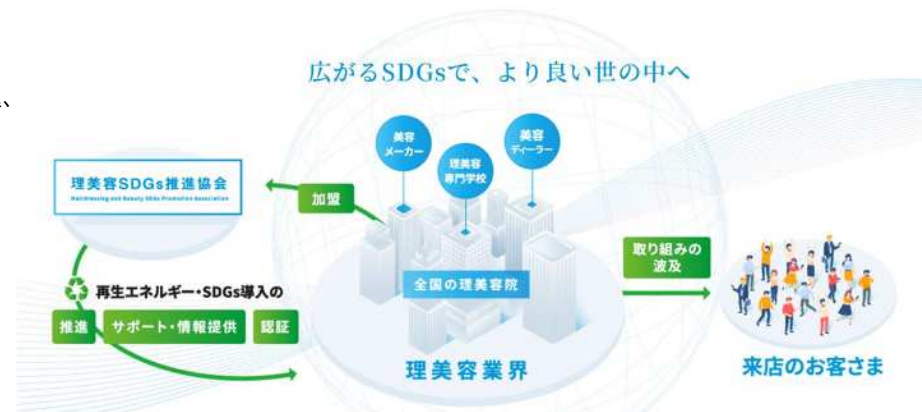 広がるSDGsで、より良い世の中へ
、
美容
メーカー
理美容
専門学校
美容
ディーラー
理美容SDGs推進協会
Hairdressing and Beauty SDGs Promotion Association
加盟
取り組みの
波及
全国の理美容院
再生エネルギー・SDGs導入の
推進
サポート・情報提供
認証
理美容業界
来店のお客さま